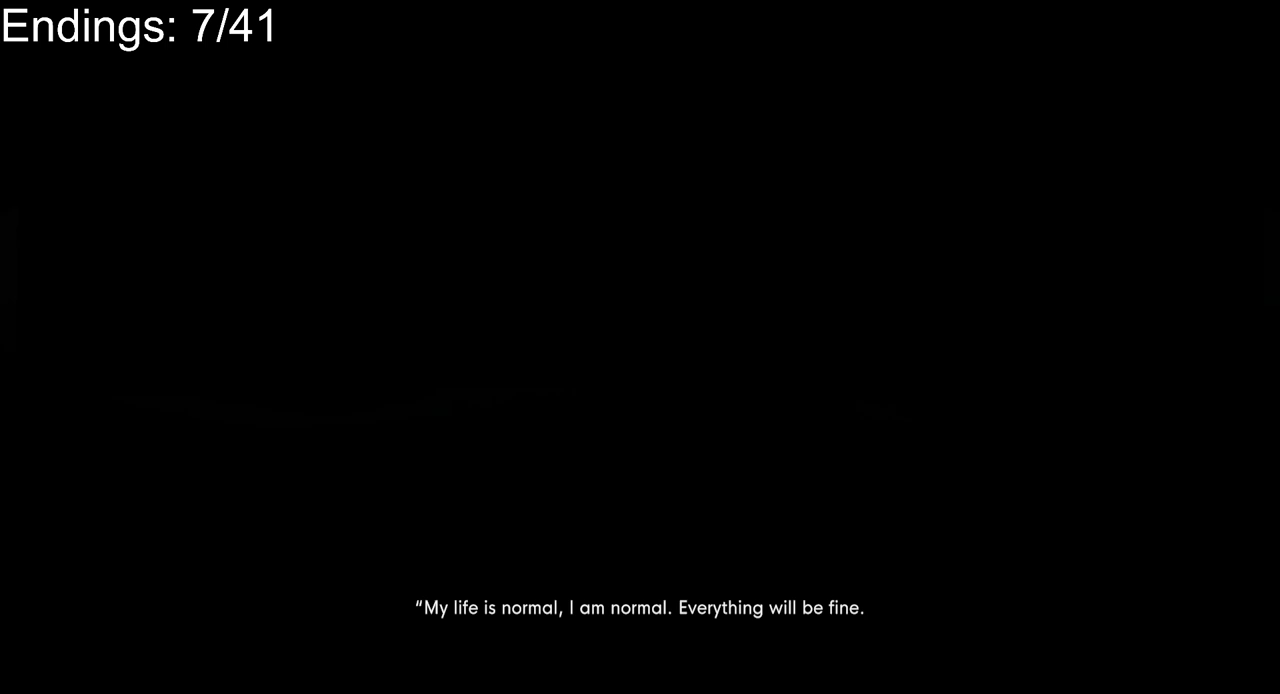 Endings: 7/41
“My life is normal, I am normal. Everything will be fine.